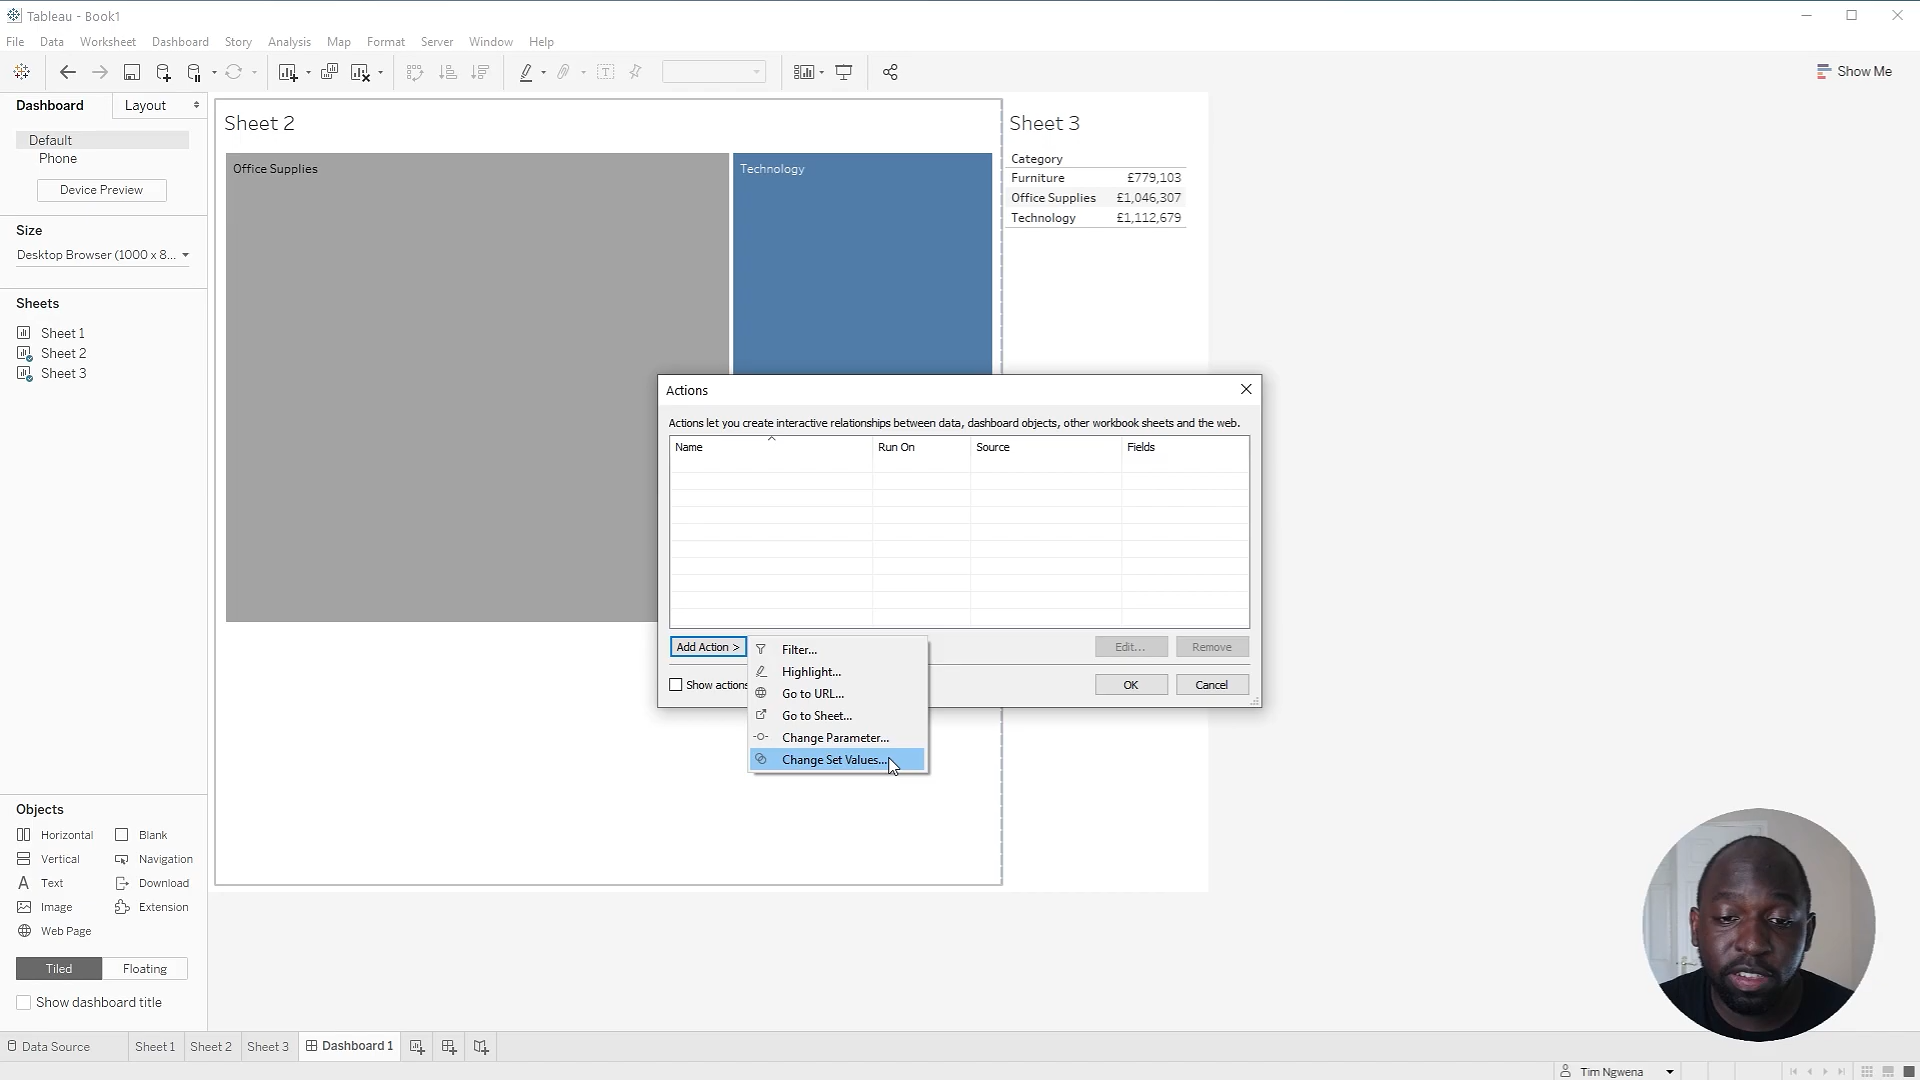 Tableau - Book1
File Data Worksheet Dashboard Story Analysis Map Format Server Window Help
Show Me
Dashboard Layout
Default
Phone
Device Preview
Size
Desktop Browser (1000 x 8...
Sheets
Sheet 1
Sheet 2
Sheet 3
Objects
Horizontal Blank
Vertical Navigation
Text Download
Image Extension
Web Page
Tiled Floating
Show dashboard title
Sheet 2
Office Supplies
Technology
Sheet 3
Category
Furniture £779,103
Office Supplies £1,046,307
Technology £1,112,679
Actions
Actions let you create interactive relationships between data, dashboard objects, other workbook sheets and the web.
Name Run On Source Fields
Add Action > Edit... Remove
Show actions OK Cancel
Filter...
Highlight...
Go to URL...
Go to Sheet...
Change Parameter...
Change Set Values...
Data Source Sheet 1 Sheet 2 Sheet 3 Dashboard 1
Tim Ngwena